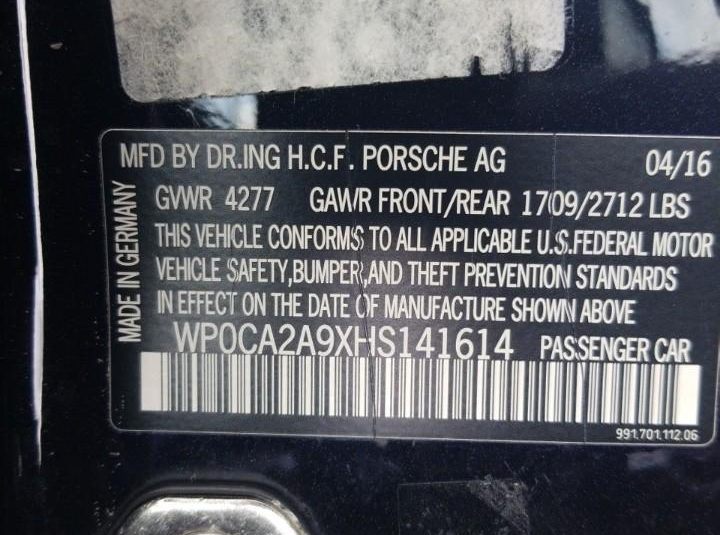 MFD BY DR.ING H.C.F. PORSCHE AG 04/16
GVWR 4277 GAWR FRONT/REAR 1709/2712 LBS
THIS VEHICLE CONFORMS TO ALL APPLICABLE U.S.FEDERAL MOTOR
VEHICLE SAFETY,BUMPER,AND THEFT PREVENTION STANDARDS
IN EFFECT ON THE DATE OF MANUFACTURE SHOWN ABOVE
WP0CA2A9XHS141614 PASSENGER CAR
991.701.112.06
MADE IN GERMANY